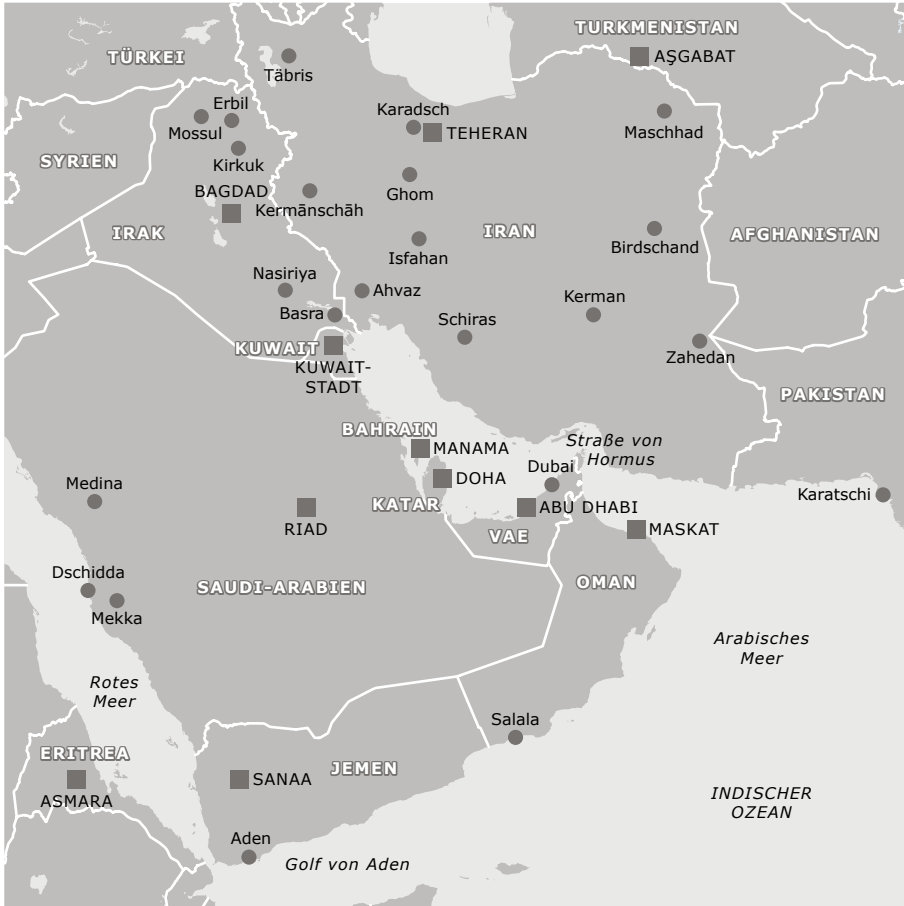 TURKMENISTAN
TÜRKEI
AŞGABAT
Täbris
Erbil
Karadsch
Mossul
TEHERAN
Maschhad
SYRIEN
Kirkuk
BAGDAD
Ghom
Kermānschāh
IRAK
IRAN
AFGHANISTAN
Birdschand
Isfahan
Nasiriya
Ahvaz
Kerman
Basra
Schiras
KUWAIT
Zahedan
KUWAIT-
STADT
PAKISTAN
BAHRAIN
MANAMA
Straße von
Hormus
Dubai
DOHA
Medina
Karatschi
KATAR
ABU DHABI
RIAD
VAE
MASKAT
Dschidda
SAUDI-ARABIEN
OMAN
Mekka
Arabisches
Meer
Rotes
Meer
Salala
ERITREA
JEMEN
SANAA
ASMARA
INDISCHER
OZEAN
Aden
Golf von Aden